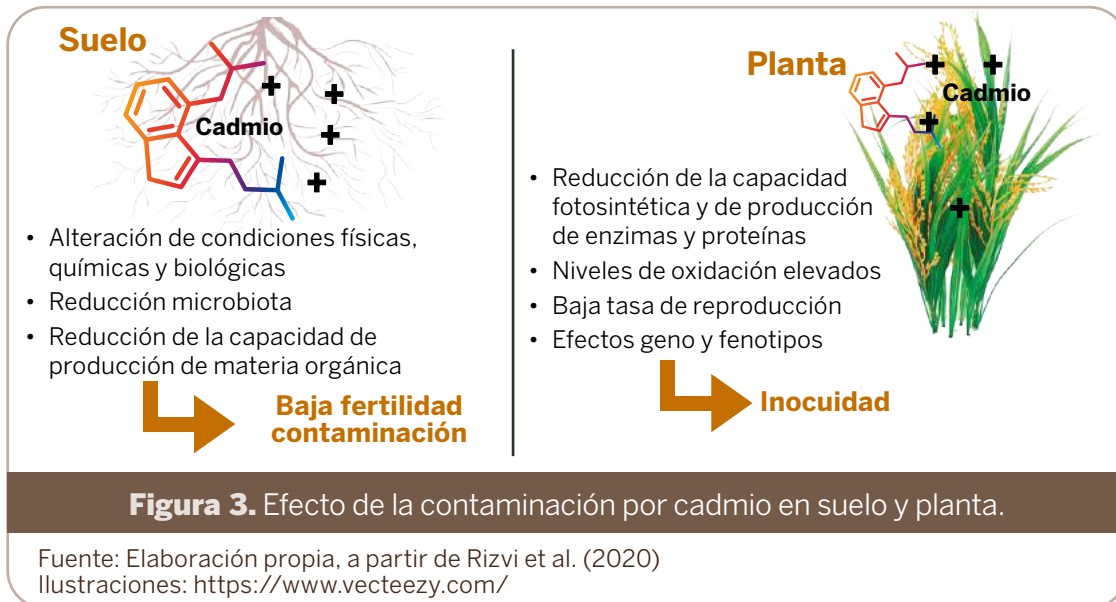 Suelo
Cadmio
• Alteración de condiciones físicas,
químicas y biológicas
• Reducción microbiota
• Reducción de la capacidad de
producción de materia orgánica
Baja fertilidad
contaminación
Planta
Cadmio
• Reducción de la capacidad
fotosintética y de producción
de enzimas y proteínas
• Niveles de oxidación elevados
• Baja tasa de reproducción
• Efectos geno y fenotipos
Inocuidad
Figura 3. Efecto de la contaminación por cadmio en suelo y planta.
Fuente: Elaboración propia, a partir de Rizvi et al. (2020)
Ilustraciones: https://www.vecteezy.com/